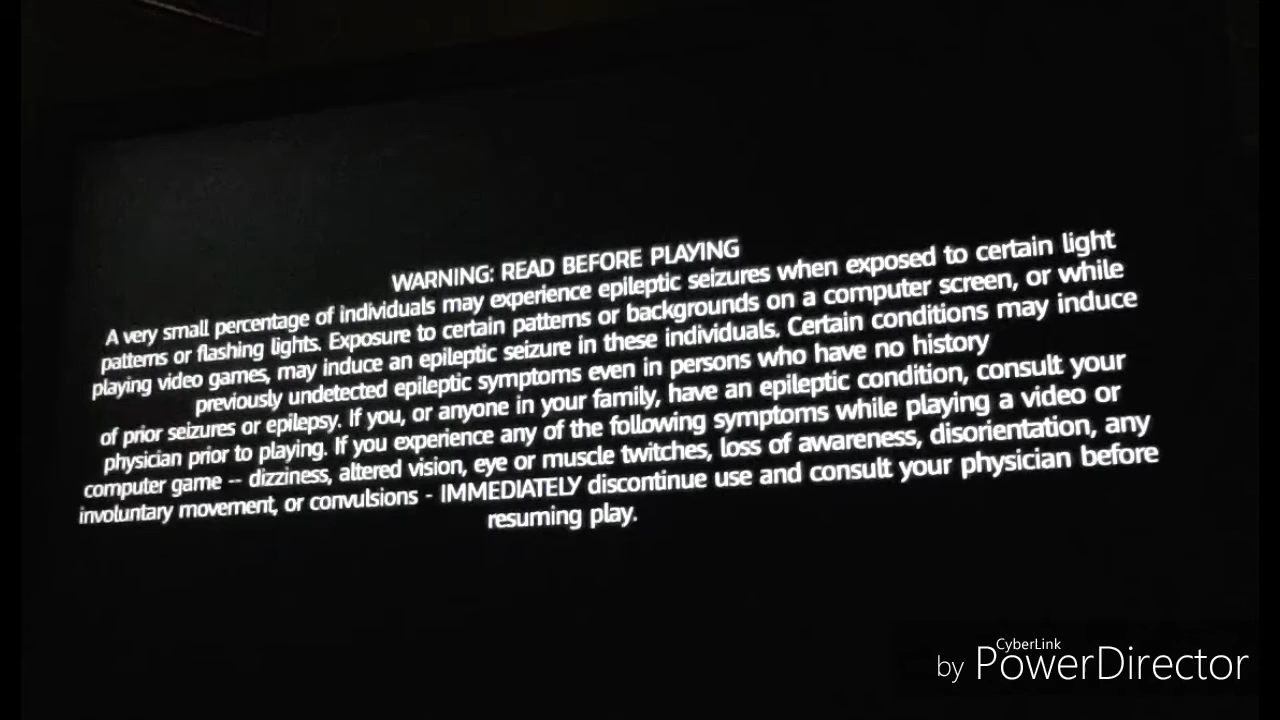 WARNING: READ BEFORE PLAYING
A very small percentage of individuals may experience epileptic seizures when exposed to certain light
patterns or flashing lights. Exposure to certain patterns or backgrounds on a computer screen, or while
playing video games, may induce an epileptic seizure in these individuals. Certain conditions may induce
previously undetected epileptic symptoms even in persons who have no history
of prior seizures or epilepsy. If you, or anyone in your family, have an epileptic condition, consult your
physician prior to playing. If you experience any of the following symptoms while playing a video or
computer game -- dizziness, altered vision, eye or muscle twitches, loss of awareness, disorientation, any
involuntary movement, or convulsions - IMMEDIATELY discontinue use and consult your physician before
resuming play.
CyberLink
by PowerDirector